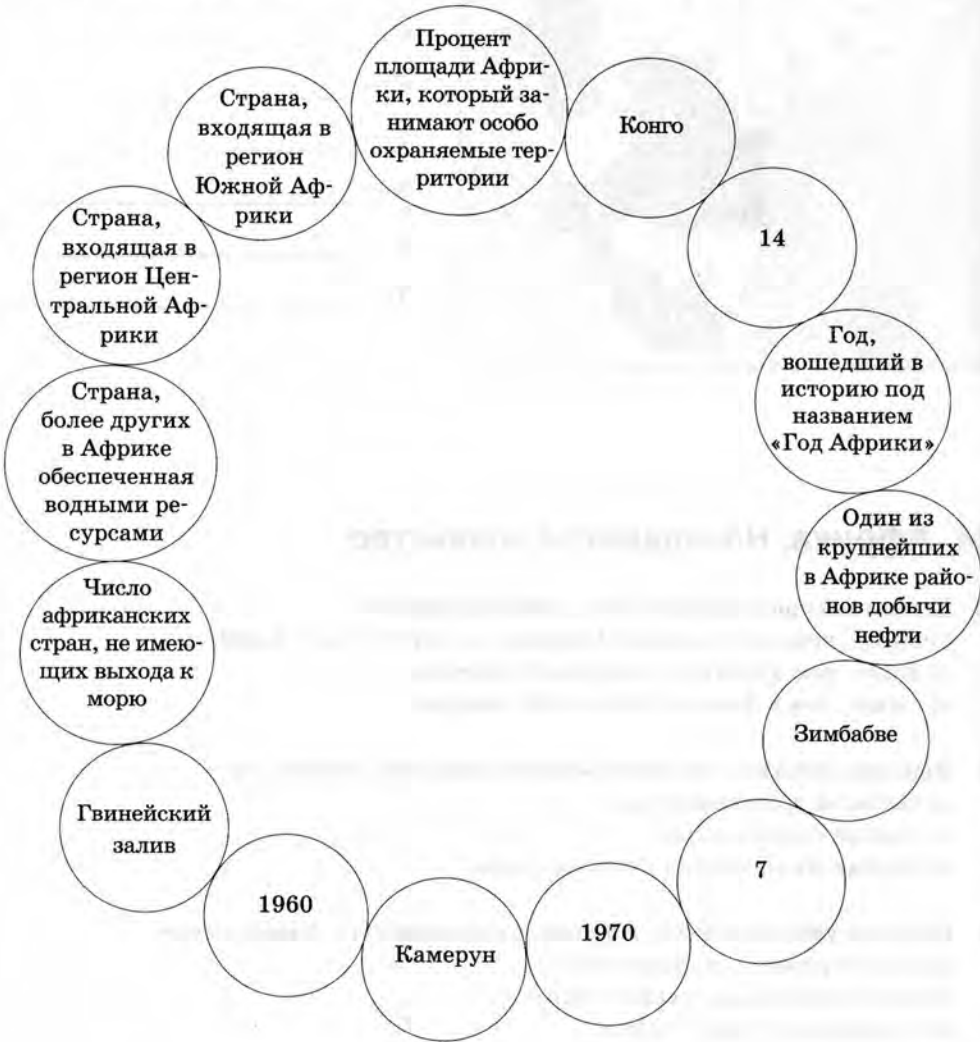 Процент
площади Афри-
ки, который за-
нимают особо
охраняемые тер-
ритории
Конго
14
Год,
вошедший в
историю под
названием
«Год Африки»
Один из
крупнейших
в Африке райо-
нов добычи
нефти
Зимбабве
7
1970
Камерун
1960
Гвинейский
залив
Число
африканских
стран, не имею-
щих выхода к
морю
Страна,
более других
в Африке
обеспеченная
водными ре-
сурсами
Страна,
входящая в
регион Цен-
тральной Аф-
рики
Страна,
входящая в
регион
Южной Аф-
рики